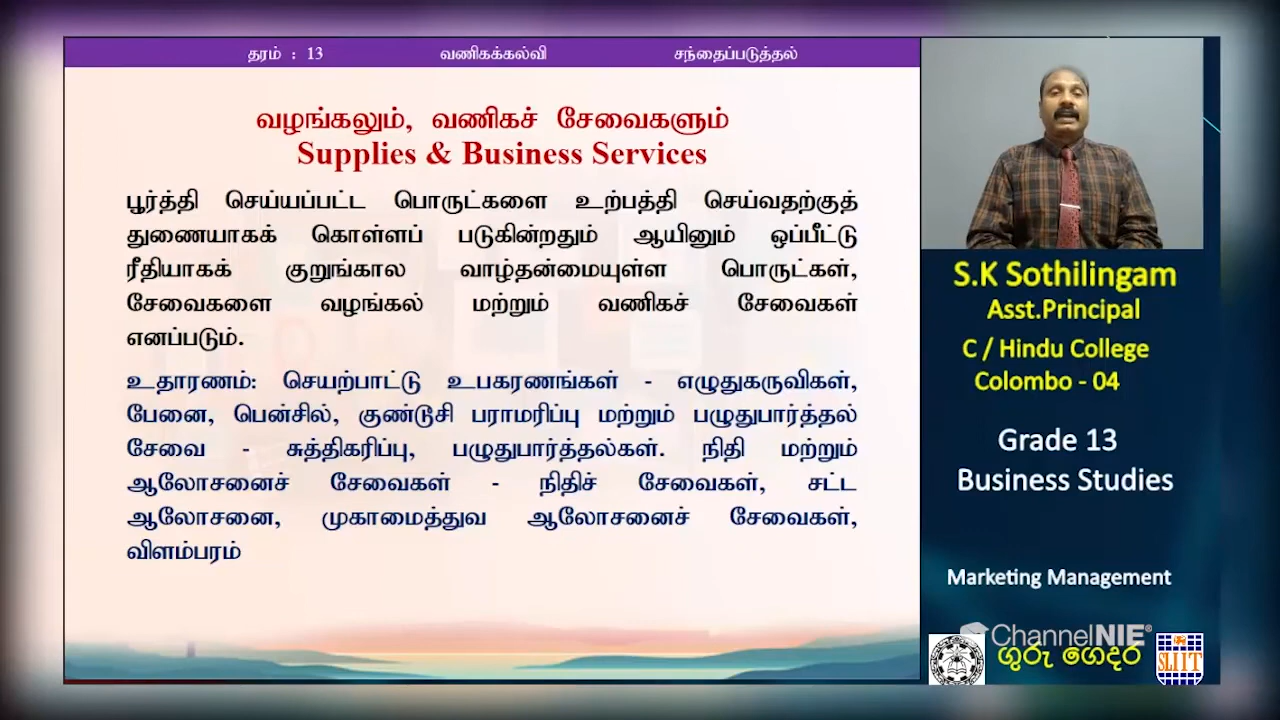 தரம் : 13 வணிகக்கல்வி சந்தைப்படுத்தல்
வழங்கலும், வணிகச் சேவைகளும்
Supplies & Business Services
பூர்த்தி செய்யப்பட்ட பொருட்களை உற்பத்தி செய்வதற்குத்
துணையாகக் கொள்ளப் படுகின்றதும் ஆயினும் ஒப்பீட்டு
ரீதியாகக் குறுங்கால வாழ்தன்மையுள்ள பொருட்கள்,
சேவைகளை வழங்கல் மற்றும் வணிகச் சேவைகள்
எனப்படும்.
உதாரணம்: செயற்பாட்டு உபகரணங்கள் - எழுதுகருவிகள்,
பேனை, பென்சில், குண்டூசி பராமரிப்பு மற்றும் பழுதுபார்த்தல்
சேவை - சுத்திகரிப்பு, பழுதுபார்த்தல்கள். நிதி மற்றும்
ஆலோசனைச் சேவைகள் - நிதிச் சேவைகள், சட்ட
ஆலோசனை, முகாமைத்துவ ஆலோசனைச் சேவைகள்,
விளம்பரம்
S.K Sothilingam
Asst.Principal
C / Hindu College
Colombo - 04
Grade 13
Business Studies
Marketing Management
ChannelNIE®
ගුරු ගෙදර
SLIIT